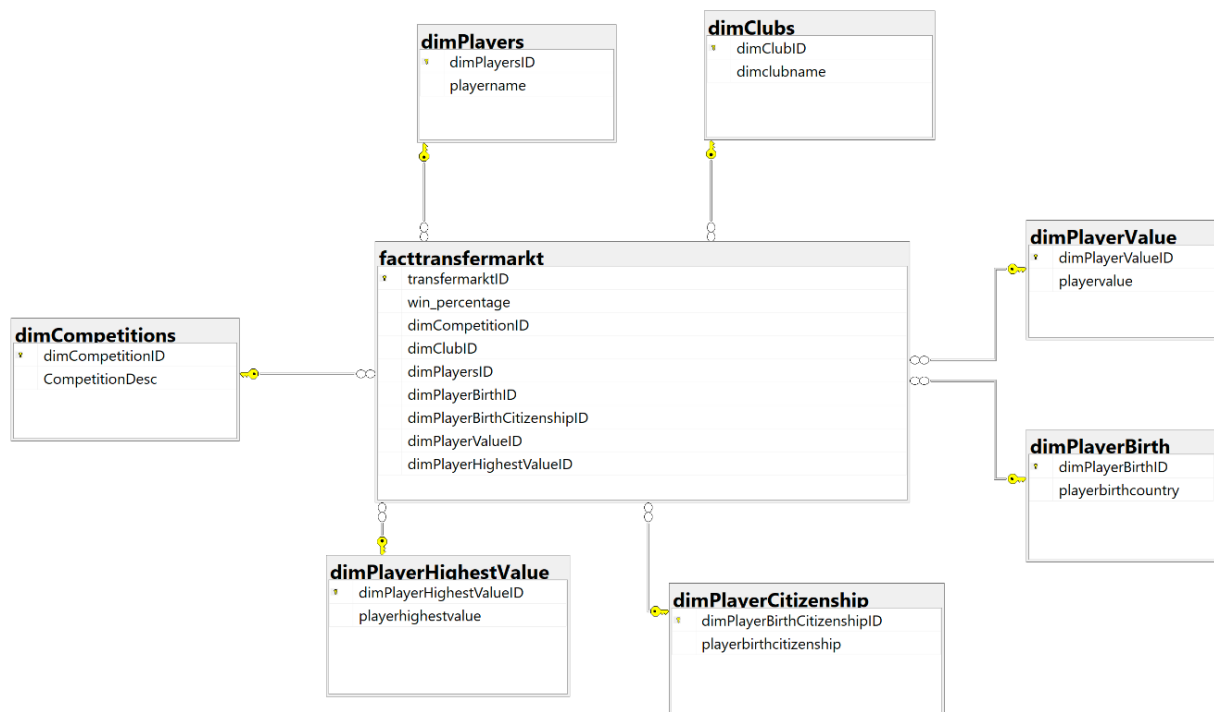 dimPlayers
dimPlayersID
playername
dimClubs
dimClubID
dimclubname
facttransfermarkt
transfermarktID
win_percentage
dimCompetitionID
dimClubID
dimPlayersID
dimPlayerBirthID
dimPlayerBirthCitizenshipID
dimPlayerValueID
dimPlayerHighestValueID
dimPlayerValue
dimPlayerValueID
playervalue
dimCompetitions
dimCompetitionID
CompetitionDesc
dimPlayerBirth
dimPlayerBirthID
playerbirthcountry
dimPlayerHighestValue
dimPlayerHighestValueID
playerhighestvalue
dimPlayerCitizenship
dimPlayerBirthCitizenshipID
playerbirthcitizenship